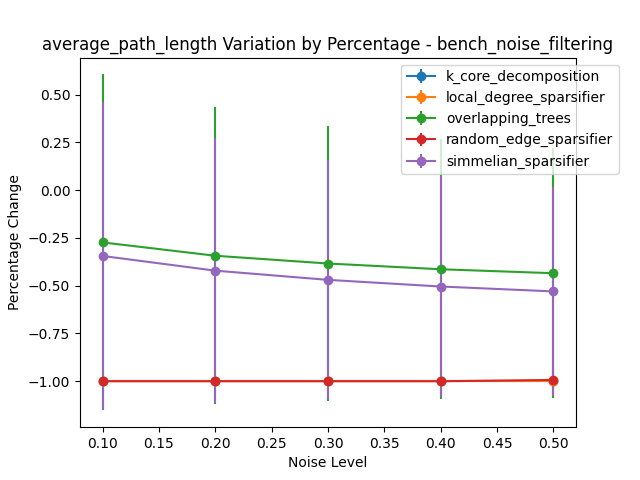 average_path_length Variation by Percentage - bench_noise_filtering
k_core_decomposition
local_degree_sparsifier
overlapping_trees
random_edge_sparsifier
simmelian_sparsifier
Percentage Change
0.50
0.25
0.00
−0.25
−0.50
−0.75
−1.00
0.10 0.15 0.20 0.25 0.30 0.35 0.40 0.45 0.50
Noise Level